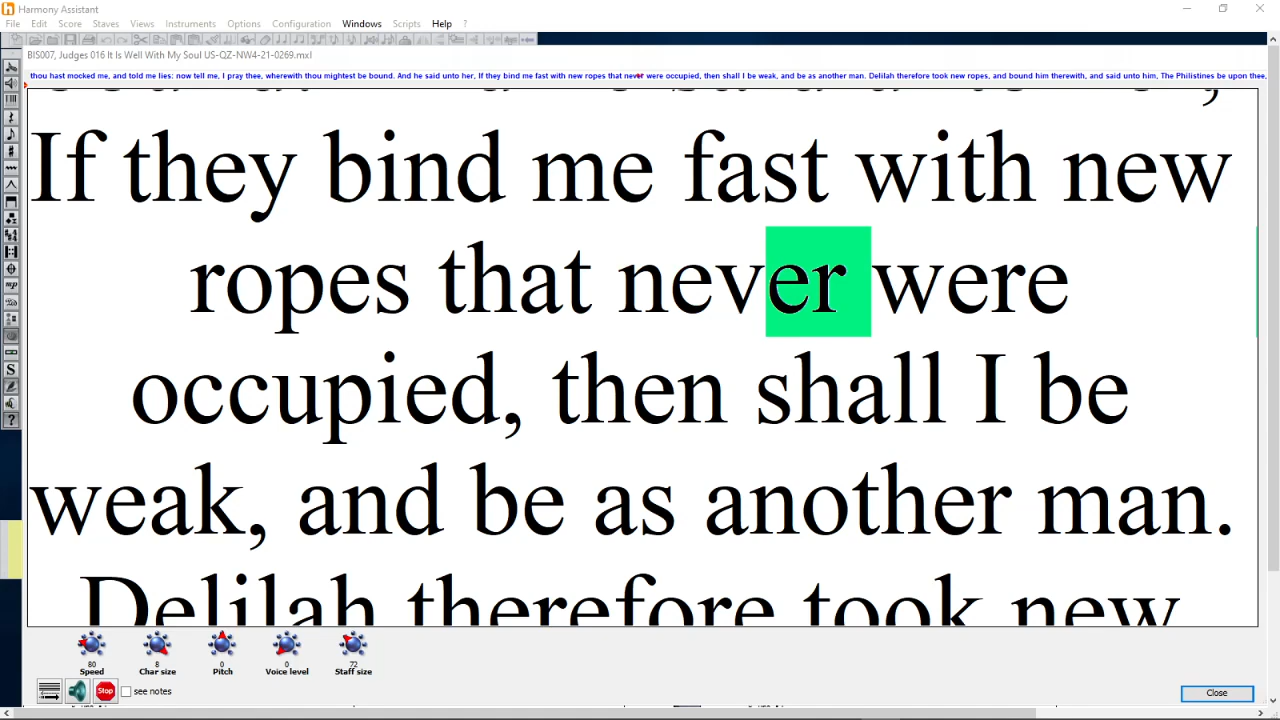 Harmony Assistant
File Edit Score Staves Views Instruments Options Configuration Windows Scripts Help ?
BIS007, Judges 016 It Is Well With My Soul US-QZ-NW4-21-0269.mxl
thou hast mocked me, and told me lies: now tell me, I pray thee, wherewith thou mightest be bound. And he said unto her, If they bind me fast with new ropes that never were occupied, then shall I be weak, and be as another man. Delilah therefore took new ropes, and bound him therewith, and said unto him, The Philistines be upon thee,
If they bind me fast with new
ropes that never were
occupied, then shall I be
weak, and be as another man.
Delilah therefore took new
80 8 0 0 72
Speed Char size Pitch Voice level Staff size
Stop see notes Close